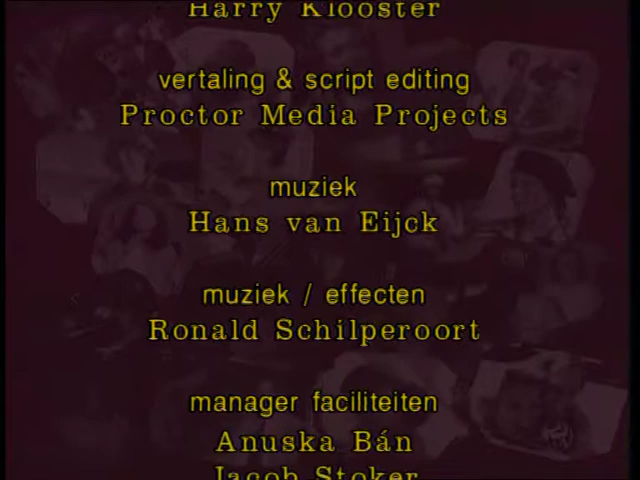 Harry Klooster
vertaling & script editing
Proctor Media Projects
muziek
Hans van Eijck
muziek / effecten
Ronald Schilperoort
manager faciliteiten
Anuska Bán
Jacob Stoker